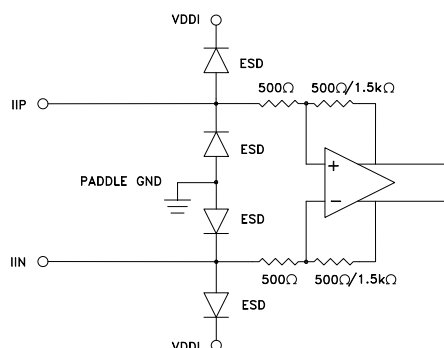 VDDI
ESD
500Ω 500Ω/1.5kΩ
IIP
ESD
PADDLE GND
ESD
IIN
500Ω 500Ω/1.5kΩ
ESD
VDDI